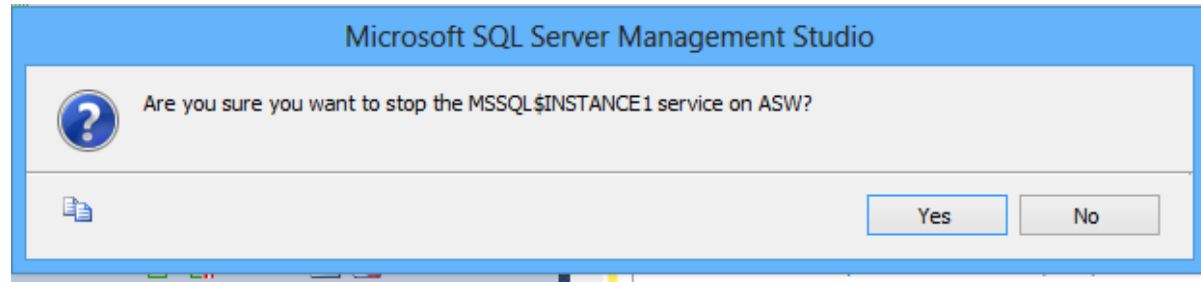 Microsoft SQL Server Management Studio
Are you sure you want to stop the MSSQL$INSTANCE1 service on ASW?
Yes
No